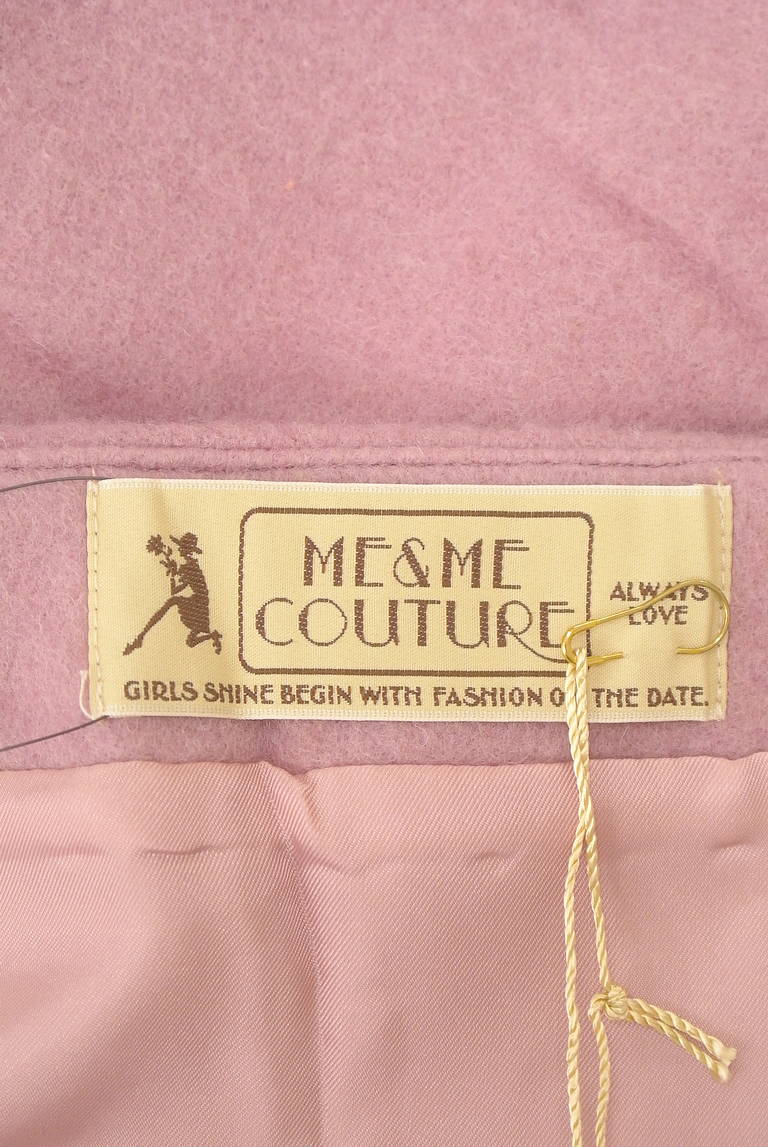 ME&ME
COUTURE
ALWAYS
LOVE
GIRLS SHINE BEGIN WITH FASHION O THE DATE.